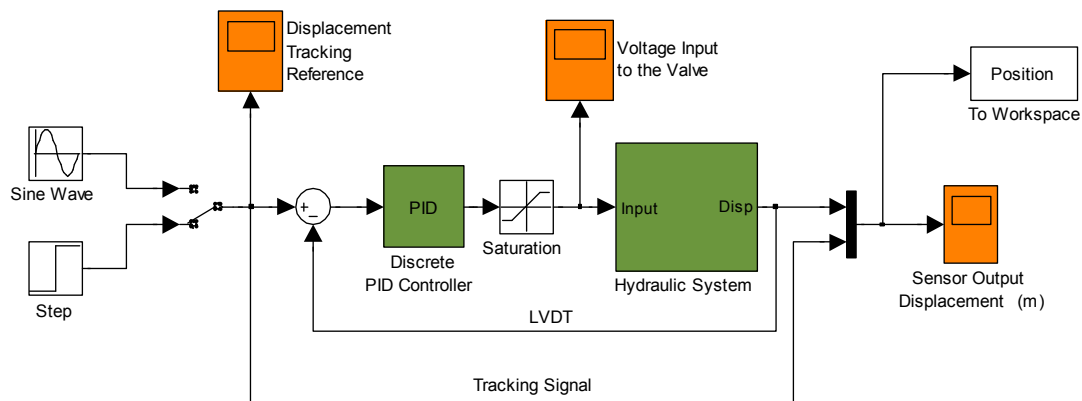 Displacement
Tracking
Reference
Voltage Input
to the Valve
Position
To Workspace
Sine Wave
Step
+
−
PID
Discrete
PID Controller
Saturation
Input
Disp
Hydraulic System
Sensor Output
Displacement (m)
LVDT
Tracking Signal